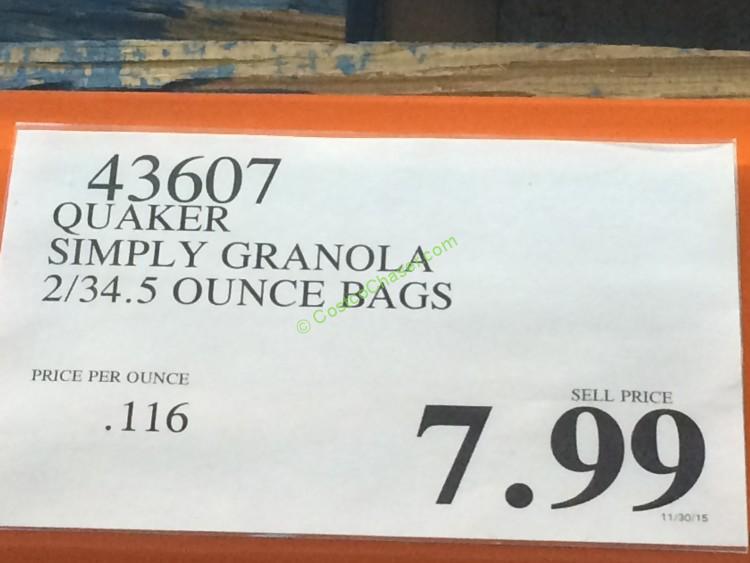 43607
QUAKER
SIMPLY GRANOLA
2/34.5 OUNCE BAGS
© CostcoChaser.com
PRICE PER OUNCE
.116
SELL PRICE
7.99
11/30/15